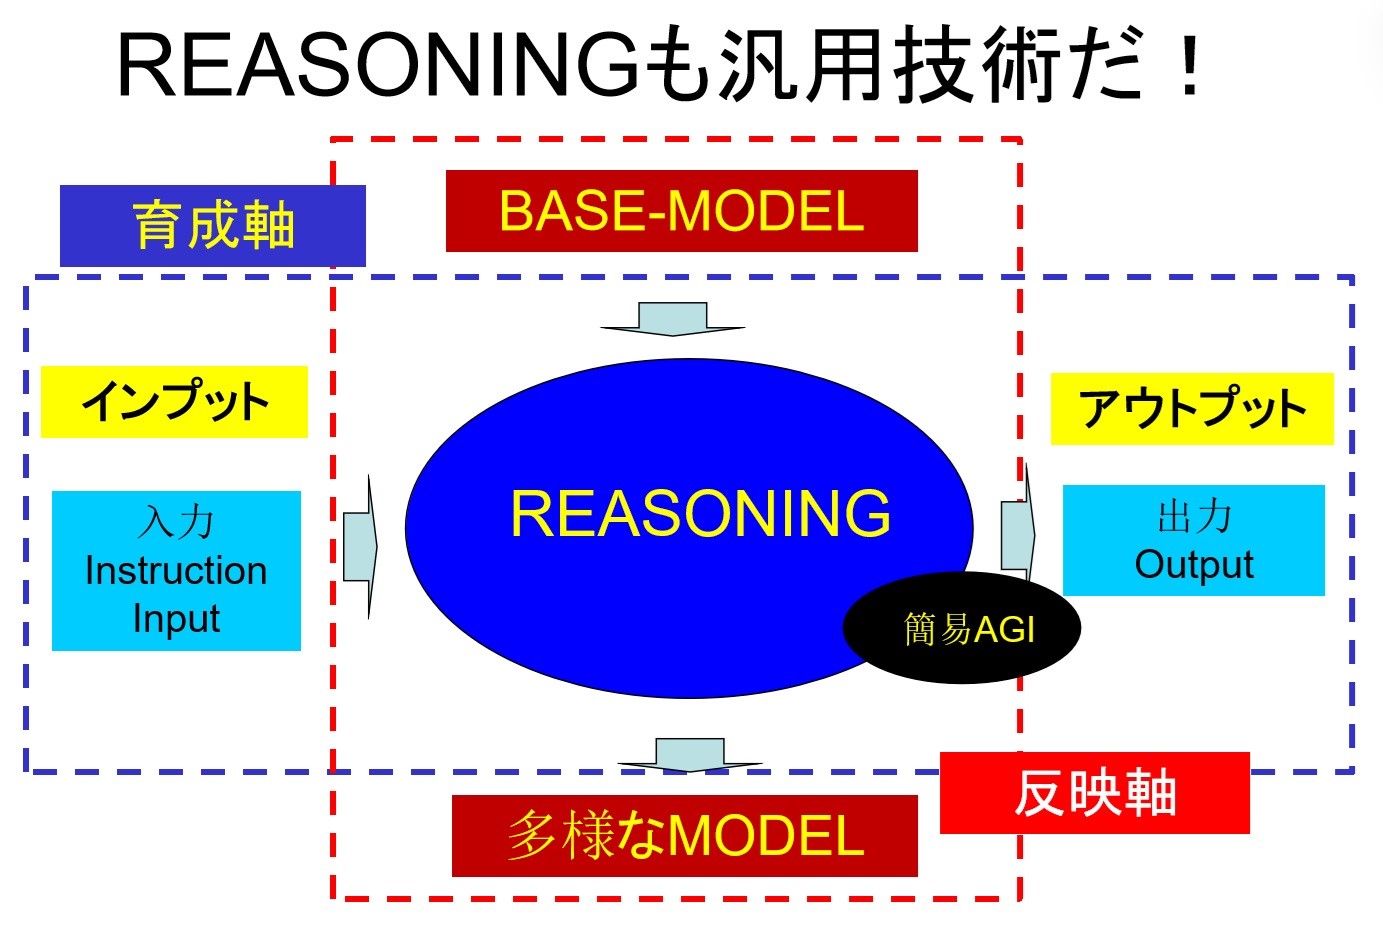 REASONINGも汎用技術だ！
育成軸
BASE-MODEL
インプット
入力
Instruction
Input
REASONING
アウトプット
出力
Output
簡易AGI
反映軸
多様なMODEL